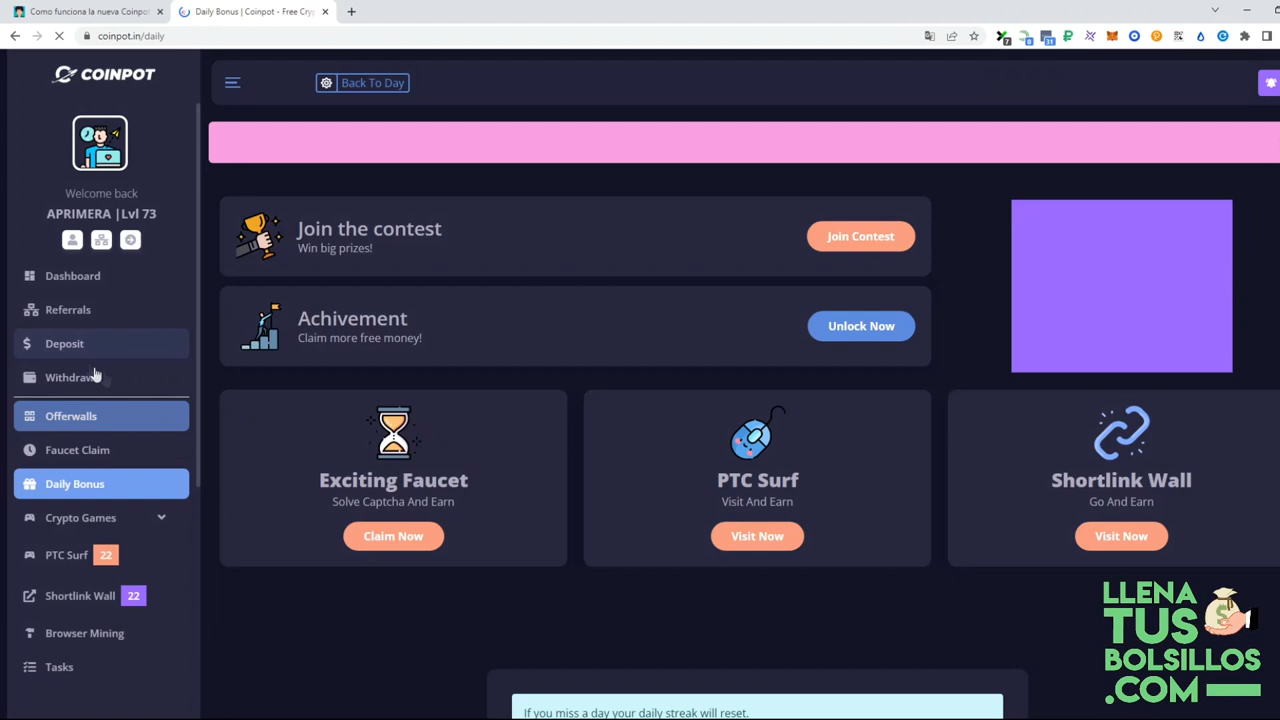 Como funciona la nueva Coinpot
Daily Bonus | Coinpot - Free Cry
coinpot.in/daily
7
8
31
COINPOT
Back To Day
Welcome back
APRIMERA |Lvl 73
Dashboard
Referrals
Deposit
Withdraw
Offerwalls
Faucet Claim
Daily Bonus
Crypto Games
PTC Surf 22
Shortlink Wall 22
Browser Mining
Tasks
Join the contest
Win big prizes!
Join Contest
Achivement
Claim more free money!
Unlock Now
Exciting Faucet
Solve Captcha And Earn
Claim Now
PTC Surf
Visit And Earn
Visit Now
Shortlink Wall
Go And Earn
Visit Now
If you miss a day your daily streak will reset.
LLENA
TUS
BOLSILLOS
.COM